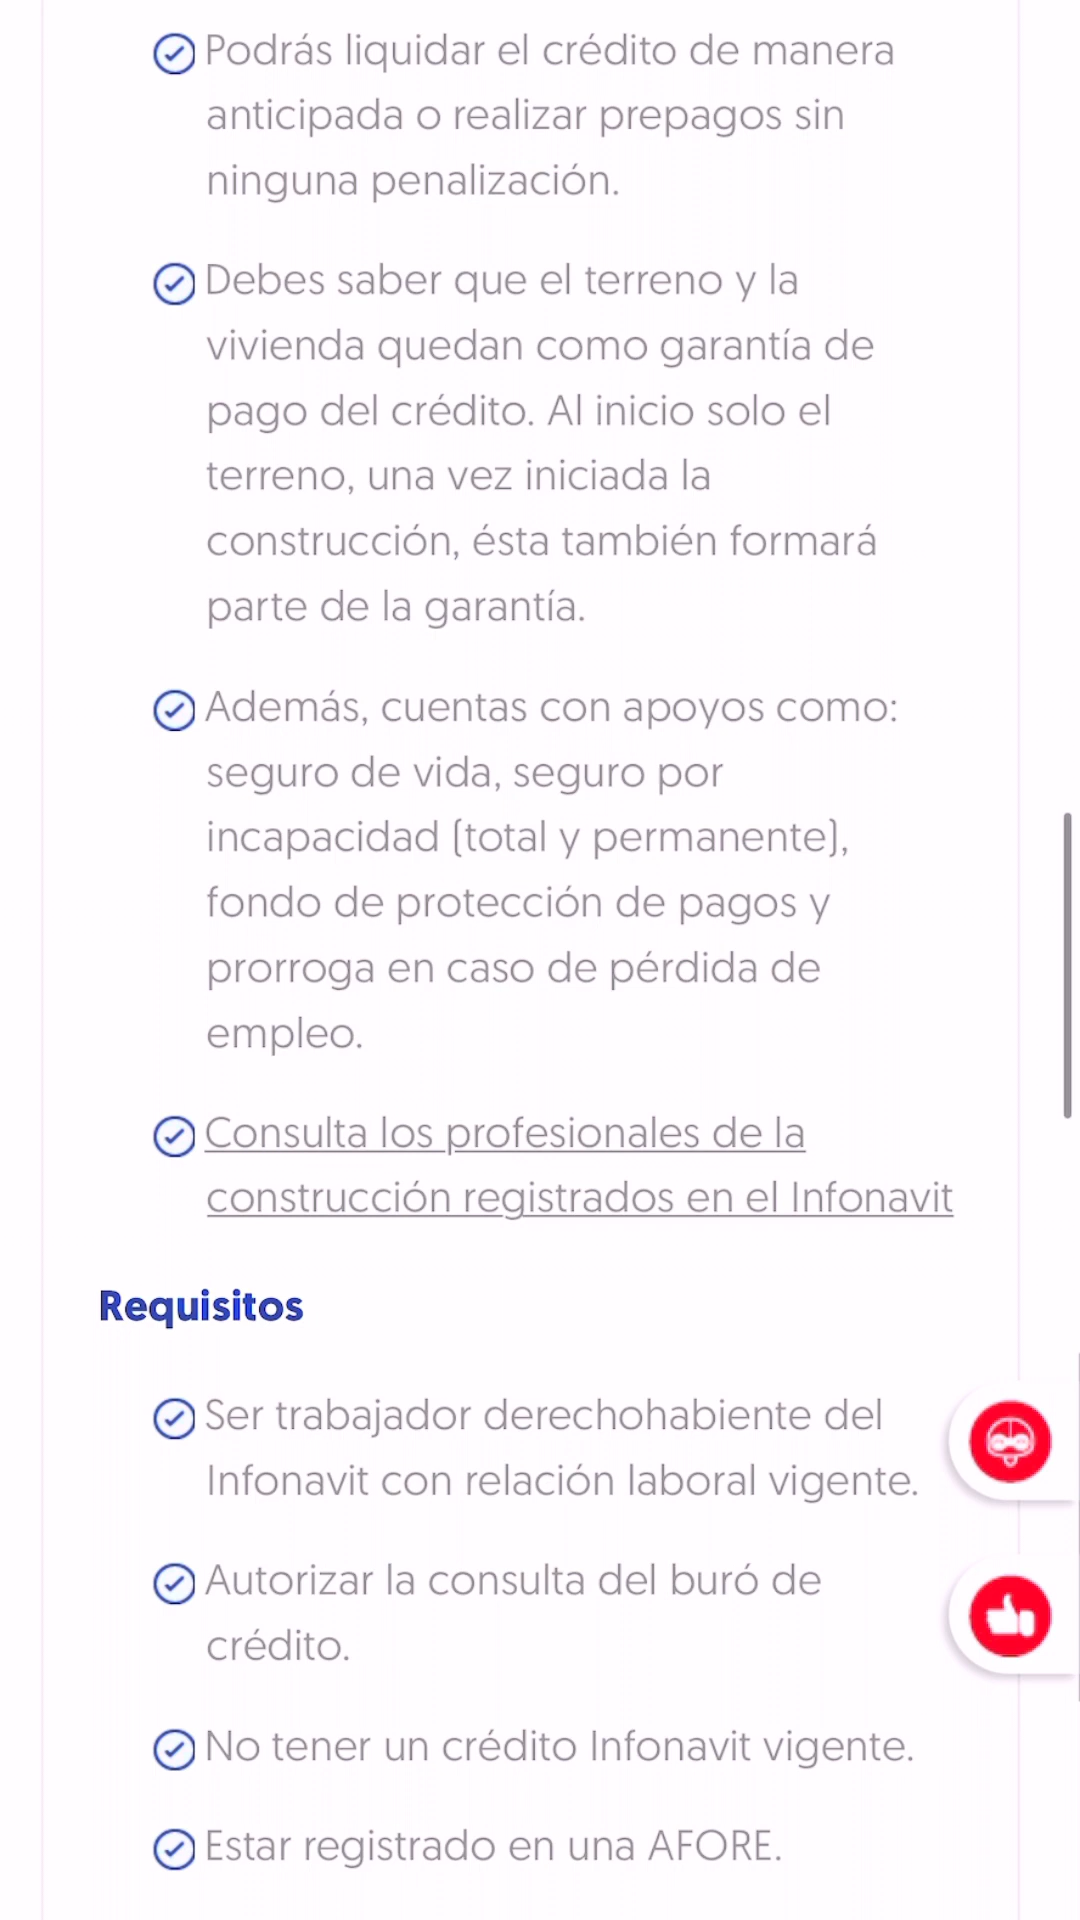 Podrás liquidar el crédito de manera
anticipada o realizar prepagos sin
ninguna penalización.
Debes saber que el terreno y la
vivienda quedan como garantía de
pago del crédito. Al inicio solo el
terreno, una vez iniciada la
construcción, ésta también formará
parte de la garantía.
Además, cuentas con apoyos como:
seguro de vida, seguro por
incapacidad (total y permanente),
fondo de protección de pagos y
prorroga en caso de pérdida de
empleo.
Consulta los profesionales de la
construcción registrados en el Infonavit
Requisitos
Ser trabajador derechohabiente del
Infonavit con relación laboral vigente.
Autorizar la consulta del buró de
crédito.
No tener un crédito Infonavit vigente.
Estar registrado en una AFORE.